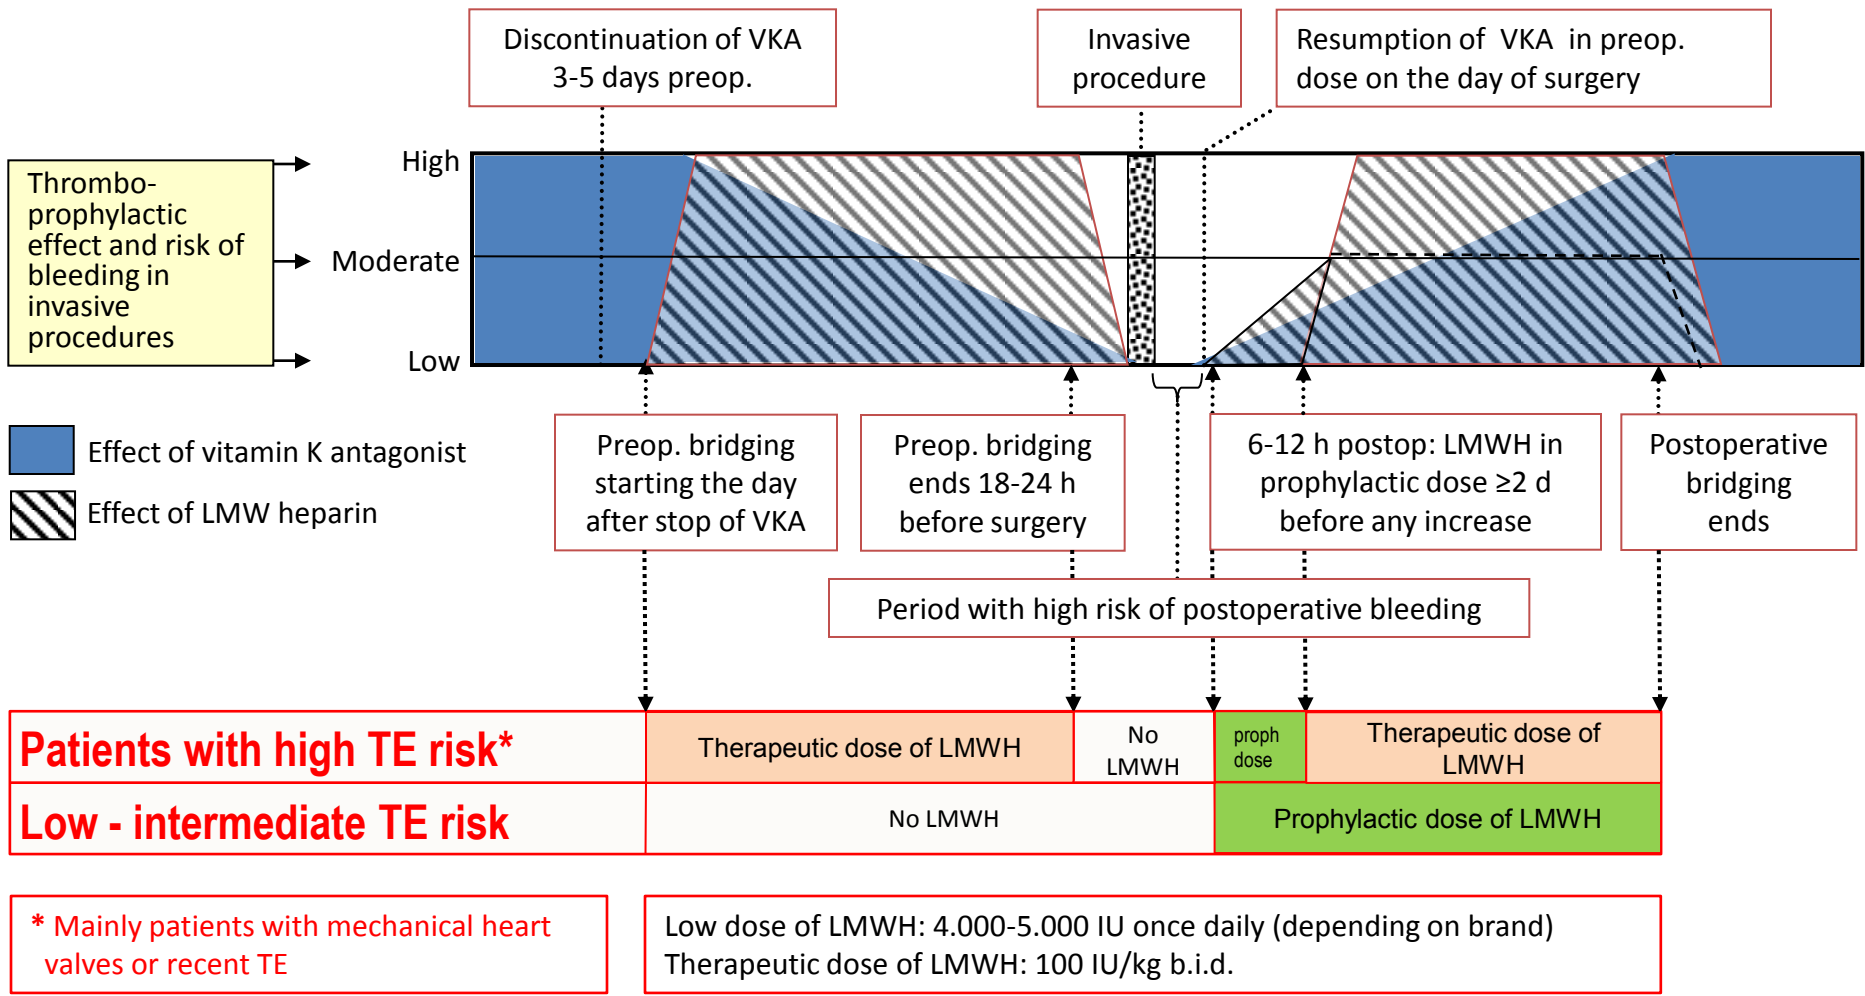 Discontinuation of VKA
3-5 days preop.
Invasive
procedure
Resumption of VKA in preop.
dose on the day of surgery
Thrombo-
prophylactic
effect and risk of
bleeding in
invasive
procedures
High
Moderate
Low
Effect of vitamin K antagonist
Effect of LMW heparin
Preop. bridging
starting the day
after stop of VKA
Preop. bridging
ends 18-24 h
before surgery
6-12 h postop: LMWH in
prophylactic dose ≥2 d
before any increase
Postoperative
bridging
ends
Period with high risk of postoperative bleeding
Patients with high TE risk*
Therapeutic dose of LMWH
No
LMWH
proph
dose
Therapeutic dose of
LMWH
Low - intermediate TE risk
No LMWH
Prophylactic dose of LMWH
* Mainly patients with mechanical heart
valves or recent TE
Low dose of LMWH: 4.000-5.000 IU once daily (depending on brand)
Therapeutic dose of LMWH: 100 IU/kg b.i.d.